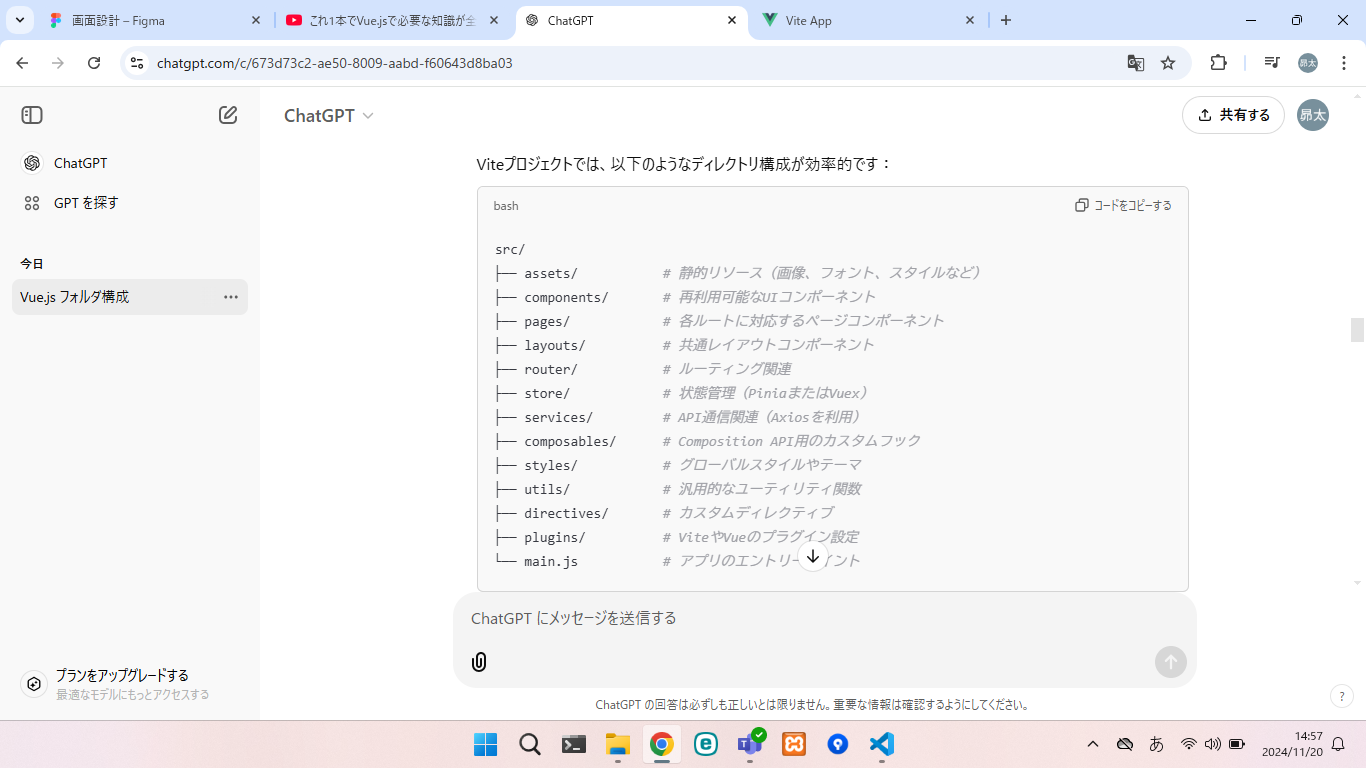 画面設計 – Figma
これ1本でVue.jsで必要な知識が全
ChatGPT
Vite App
chatgpt.com/c/673d73c2-ae50-8009-aabd-f60643d8ba03
昴太
ChatGPT
共有する
昴太
ChatGPT
GPT を探す
今日
Vue.js フォルダ構成
Viteプロジェクトでは、以下のようなディレクトリ構成が効率的です：
bash
コードをコピーする
src/
├── assets/ # 静的リソース（画像、フォント、スタイルなど）
├── components/ # 再利用可能なUIコンポーネント
├── pages/ # 各ルートに対応するページコンポーネント
├── layouts/ # 共通レイアウトコンポーネント
├── router/ # ルーティング関連
├── store/ # 状態管理（PiniaまたはVuex）
├── services/ # API通信関連（Axiosを利用）
├── composables/ # Composition API用のカスタムフック
├── styles/ # グローバルスタイルやテーマ
├── utils/ # 汎用的なユーティリティ関数
├── directives/ # カスタムディレクティブ
├── plugins/ # ViteやVueのプラグイン設定
└── main.js # アプリのエントリーポイント
ChatGPT にメッセージを送信する
プランをアップグレードする
最適なモデルにもっとアクセスする
ChatGPT の回答は必ずしも正しいとは限りません。重要な情報は確認するようにしてください。
?
あ
14:57
2024/11/20